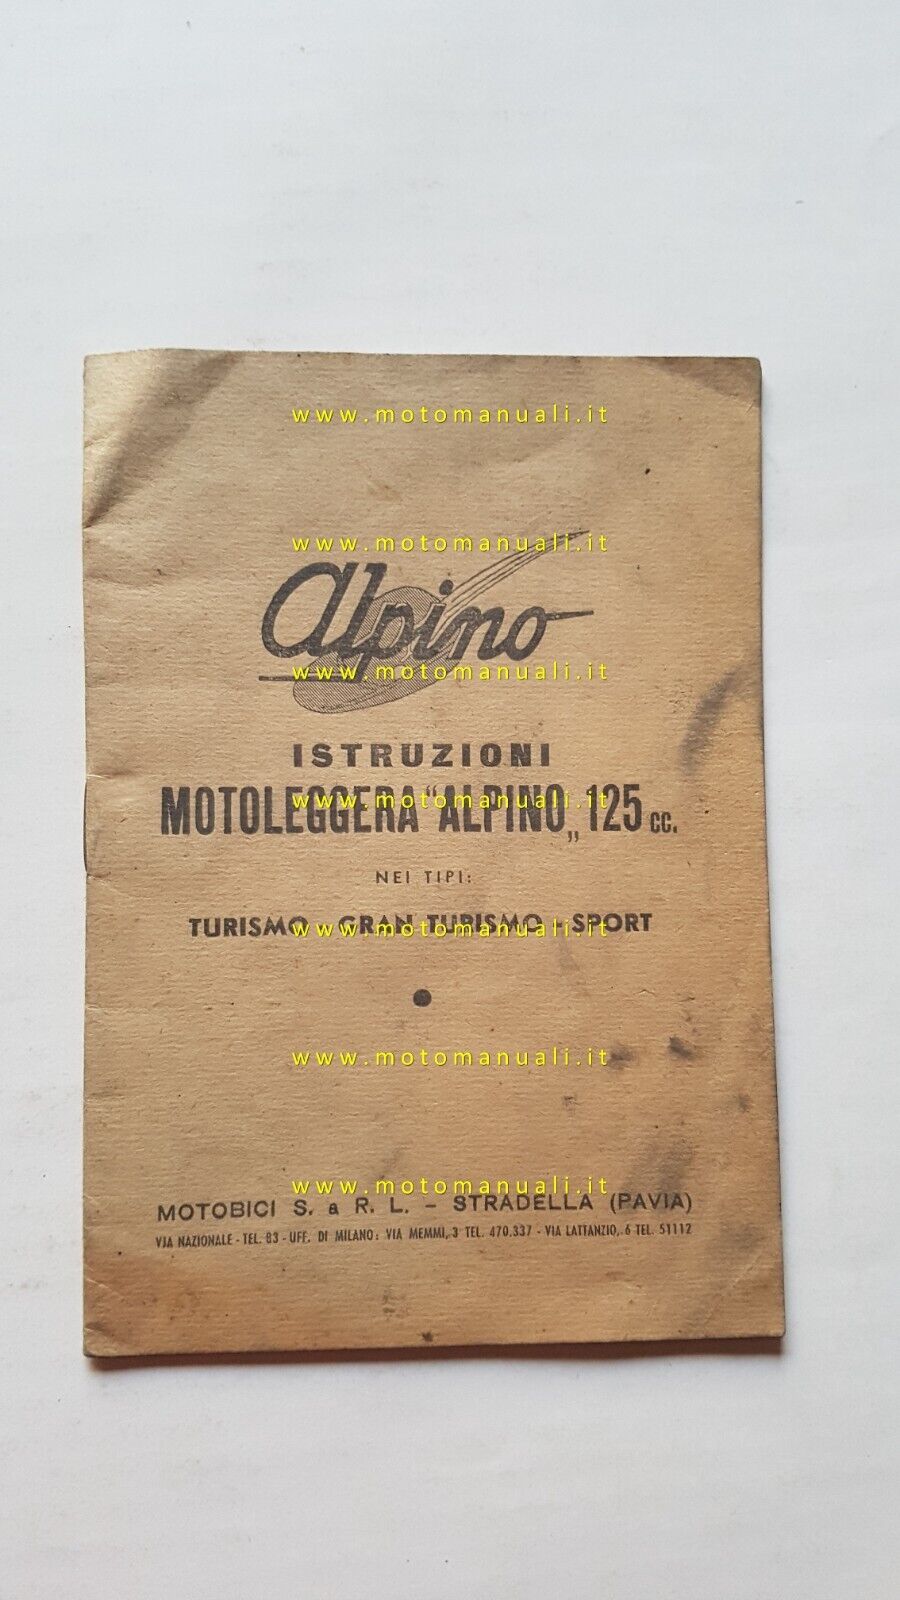 www.motomanuali.it
www.motomanuali.it
Alpino
www.motomanuali.it
ISTRUZIONI
MOTOLEGGERA “ALPINO„ 125 cc.
www.motomanuali.it
NEI TIPI:
TURISMO - GRAN TURISMO - SPORT
www.motomanuali.it
www.motomanuali.it
www.motomanuali.it
MOTOBICI S. a R. L. - STRADELLA (PAVIA)
VIA NAZIONALE - TEL. 83 - UFF. DI MILANO: VIA MEMMI, 3 TEL. 470.337 - VIA LATTANZIO, 6 TEL. 51112